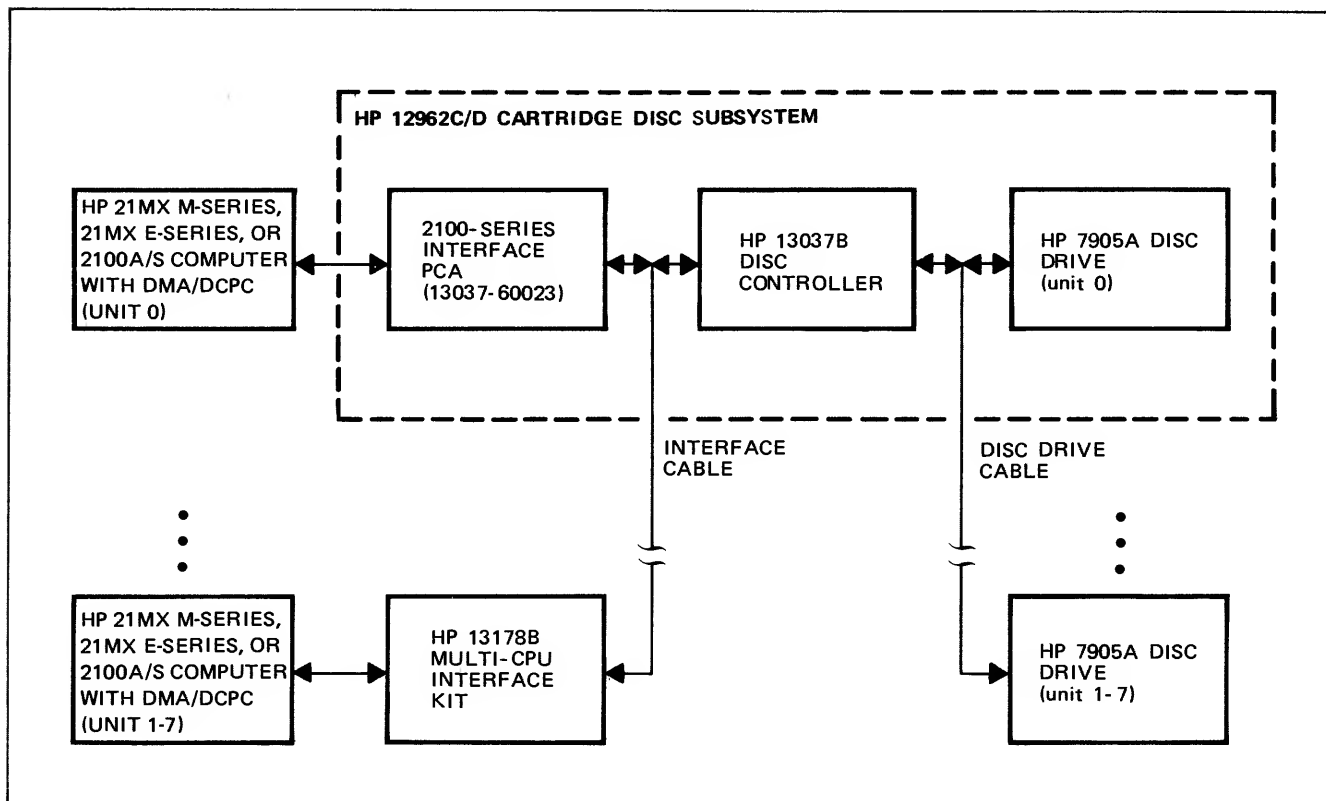 HP 12962C/D CARTRIDGE DISC SUBSYSTEM
HP 21MX M-SERIES,
21MX E-SERIES, OR
2100A/S COMPUTER
WITH DMA/DCPC
(UNIT 0)
2100-SERIES
INTERFACE
PCA
(13037-60023)
HP 13037B
DISC
CONTROLLER
HP 7905A DISC
DRIVE
(unit 0)
INTERFACE
CABLE
DISC DRIVE
CABLE
HP 21MX M-SERIES,
21MX E-SERIES, OR
2100A/S COMPUTER
WITH DMA/DCPC
(UNIT 1-7)
HP 13178B
MULTI-CPU
INTERFACE
KIT
HP 7905A DISC
DRIVE
(unit 1-7)